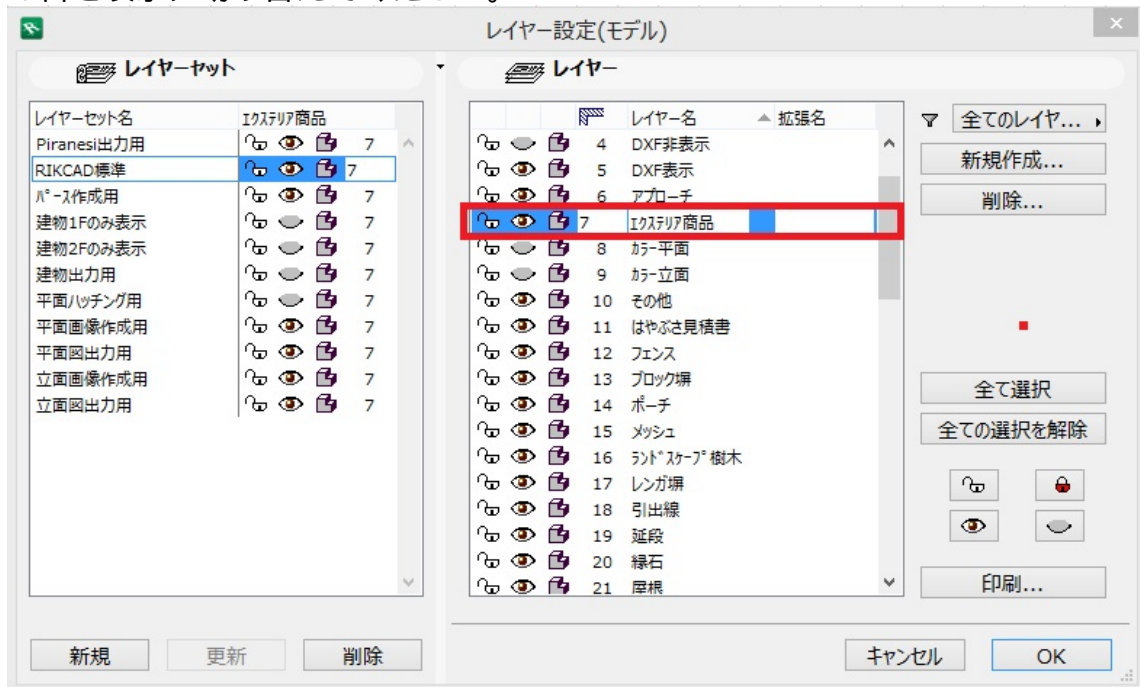 レイヤー設定(モデル)
レイヤーセット
レイヤー
レイヤーセット名 ｴｸｽﾃﾘｱ商品
Piranesi出力用 7
RIKCAD標準 7
ﾊﾟｰｽ作成用 7
建物1Fのみ表示 7
建物2Fのみ表示 7
建物出力用 7
平面ハッチング用 7
平面画像作成用 7
平面図出力用 7
立面画像作成用 7
立面図出力用 7
新規 更新 削除
レイヤー名 拡張名
4 DXF非表示
5 DXF表示
6 ｱﾌﾟﾛｰﾁ
7 ｴｸｽﾃﾘｱ商品
8 ｶﾗｰ平面
9 ｶﾗｰ立面
10 その他
11 はやぶさ見積書
12 フェンス
13 ブロック塀
14 ポーチ
15 メッシュ
16 ﾗﾝﾄﾞｽｹｰﾌﾟ樹木
17 レンガ塀
18 引出線
19 延段
20 縁石
21 屋根
全てのレイヤ...
新規作成...
削除...
全て選択
全ての選択を解除
印刷...
キャンセル OK